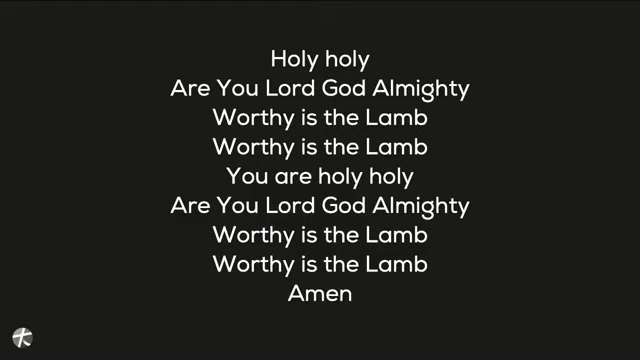 Holy holy
Are You Lord God Almighty
Worthy is the Lamb
Worthy is the Lamb
You are holy holy
Are You Lord God Almighty
Worthy is the Lamb
Worthy is the Lamb
Amen